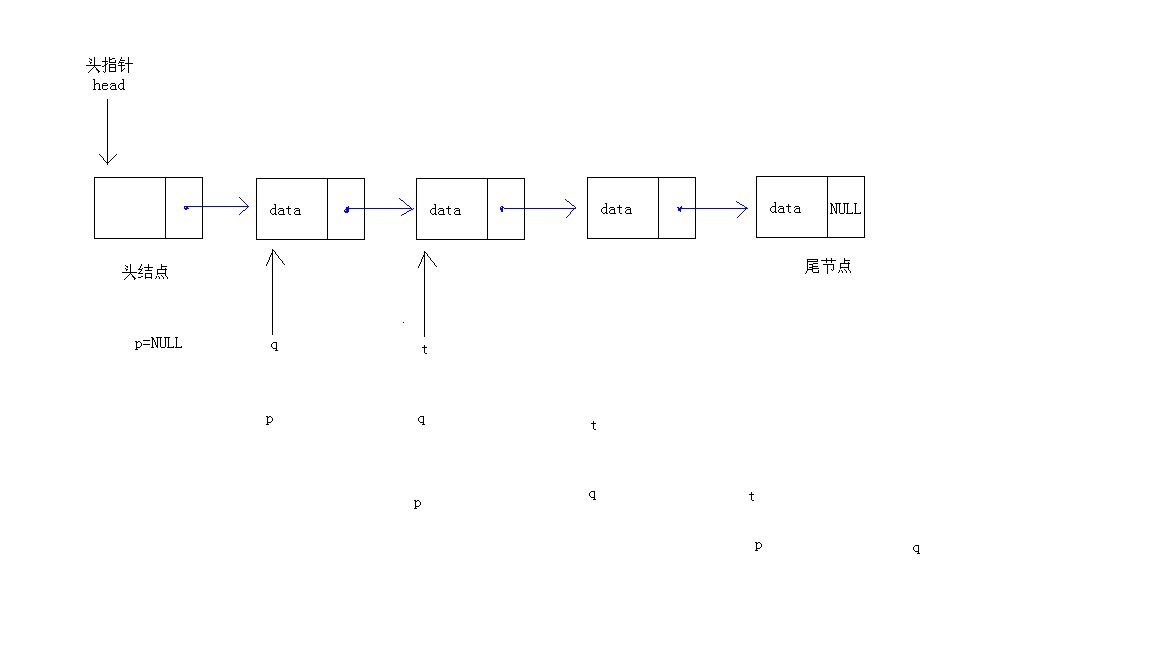 头指针
head
data data data data NULL
头结点 尾节点
p=NULL q t
p q t
p q t
p q